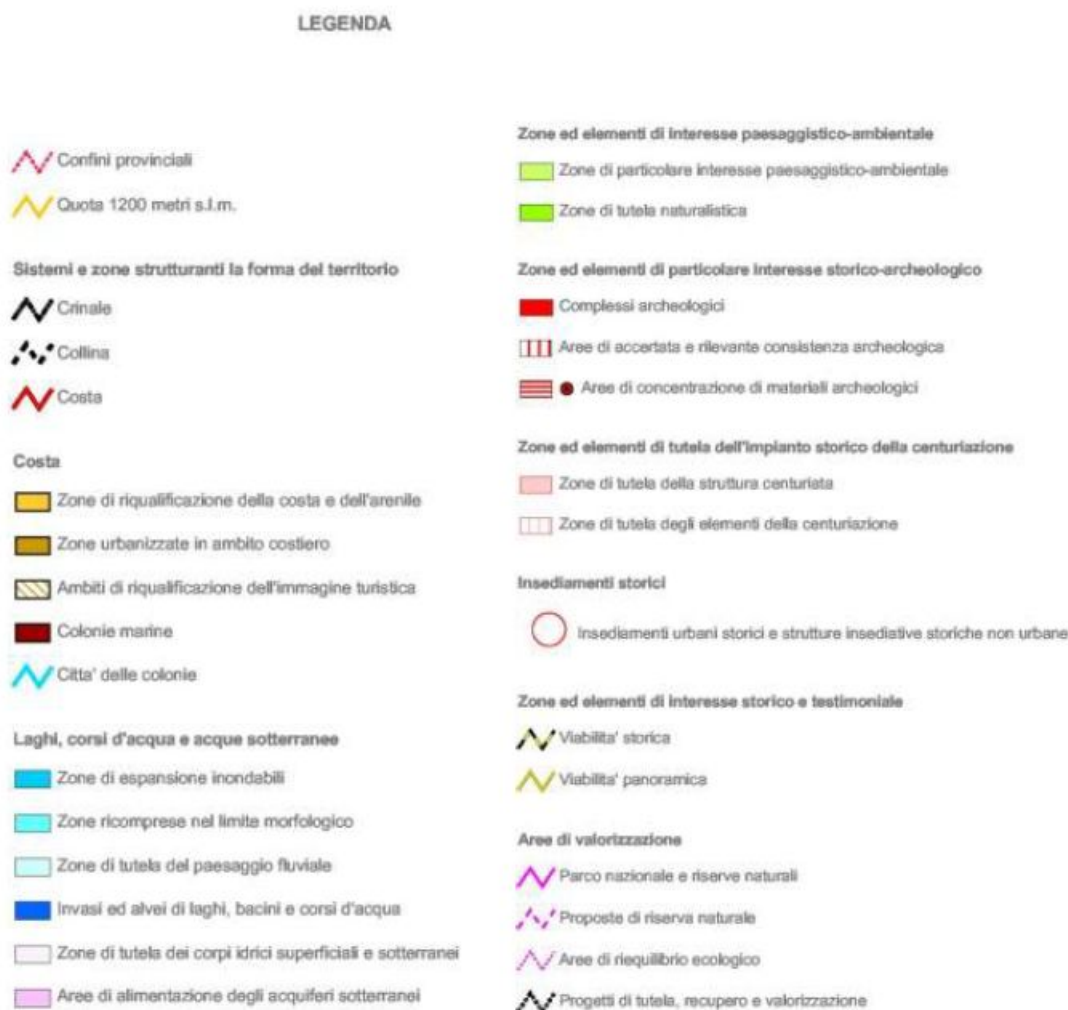 LEGENDA
Confini provinciali
Quota 1200 metri s.l.m.
Sistemi e zone strutturanti la forma del territorio
Crinale
Collina
Costa
Costa
Zone di riqualificazione della costa e dell'arenile
Zone urbanizzate in ambito costiero
Ambiti di riqualificazione dell'immagine turistica
Colonie marine
Citta' delle colonie
Laghi, corsi d'acqua e acque sotterranee
Zone di espansione inondabili
Zone ricomprese nel limite morfologico
Zone di tutela del paesaggio fluviale
Invasi ed alvei di laghi, bacini e corsi d'acqua
Zone di tutela dei corpi idrici superficiali e sotterranei
Aree di alimentazione degli acquiferi sotterranei
Zone ed elementi di interesse paesaggistico-ambientale
Zone di particolare interesse paesaggistico-ambientale
Zone di tutela naturalistica
Zone ed elementi di particolare interesse storico-archeologico
Complessi archeologici
Aree di accertata e rilevante consistenza archeologica
Aree di concentrazione di materiali archeologici
Zone ed elementi di tutela dell'impianto storico della centuriazione
Zone di tutela della struttura centuriata
Zone di tutela degli elementi della centuriazione
Insediamenti storici
Insediamenti urbani storici e strutture insediative storiche non urbane
Zone ed elementi di interesse storico e testimoniale
Viabilita' storica
Viabilita' panoramica
Aree di valorizzazione
Parco nazionale e riserve naturali
Proposte di riserva naturale
Aree di riequilibrio ecologico
Progetti di tutela, recupero e valorizzazione